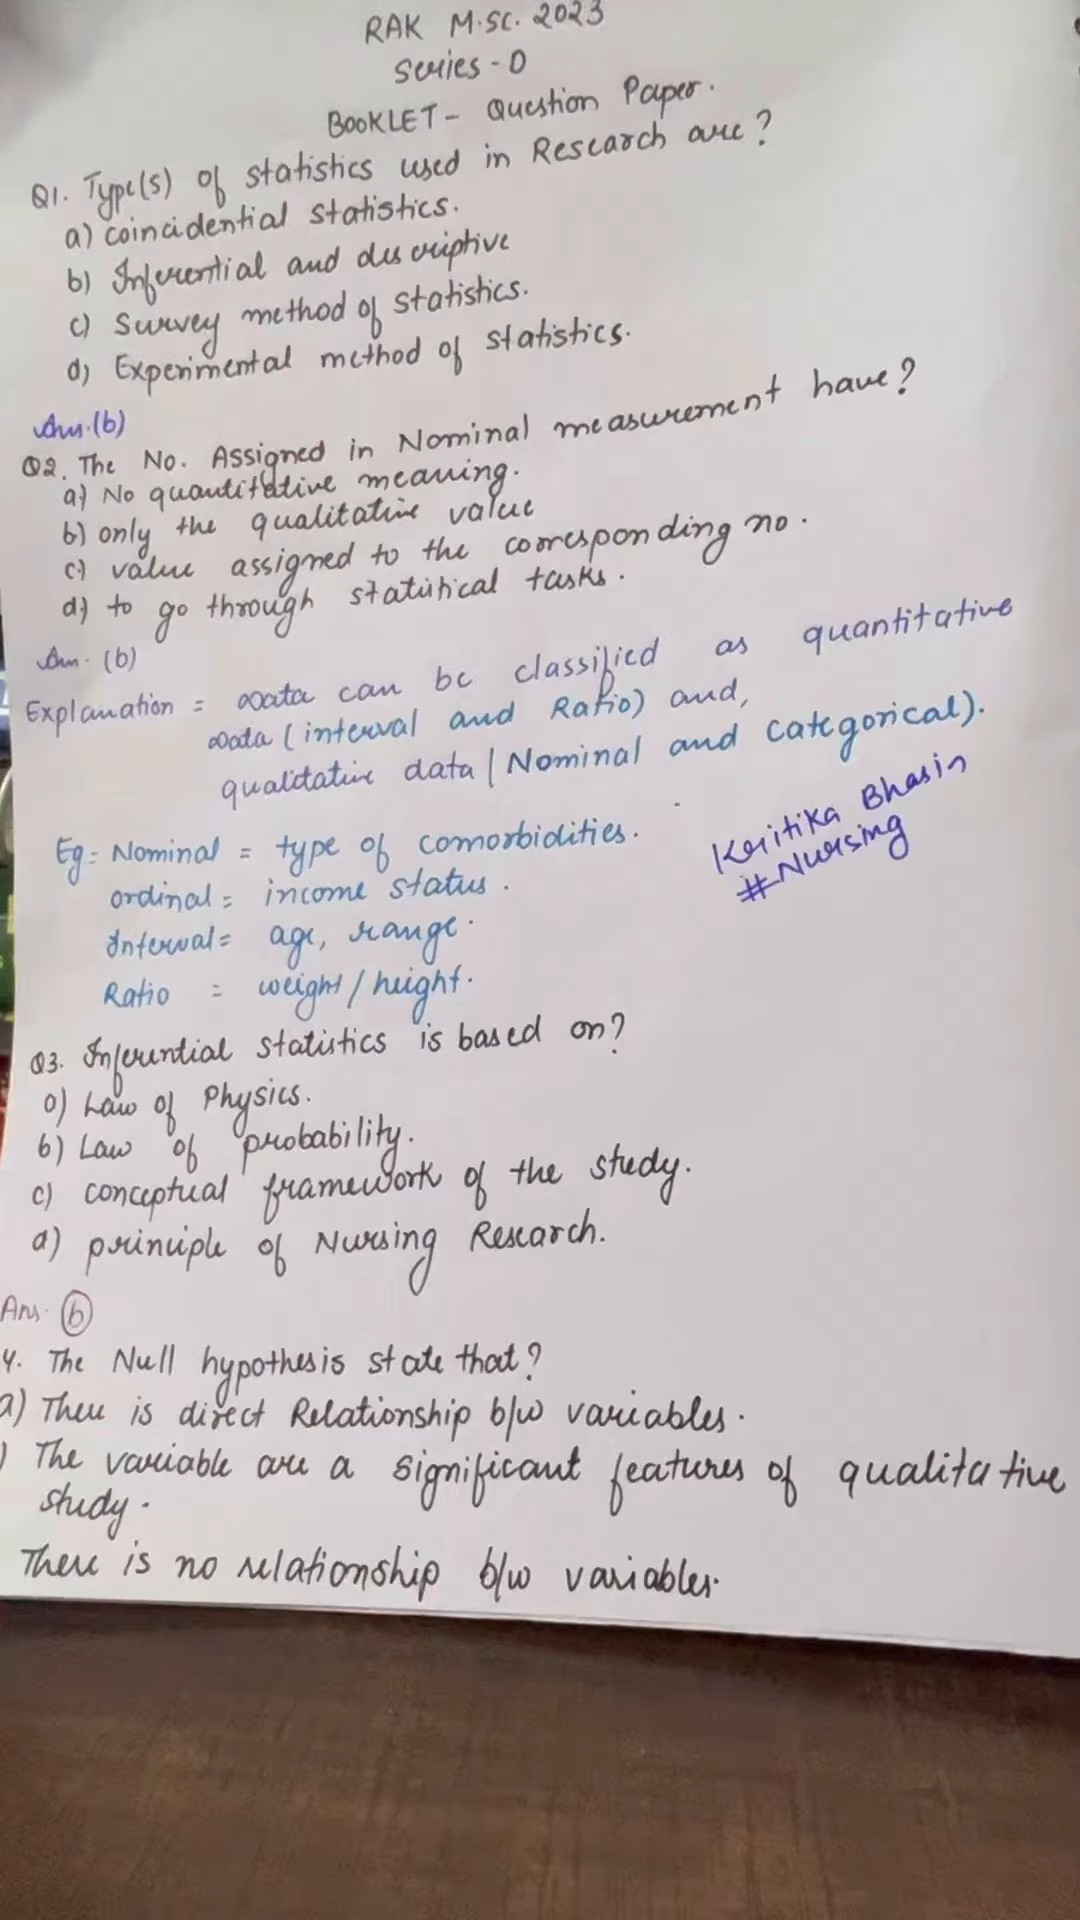 RAK M.SC. 2023
Series - D
BOOKLET - Question Paper.
Q1. Type(s) of statistics used in Research are?
a) coincidential statistics.
b) Inferential and descriptive
c) Survey method of statistics.
d) Experimental method of statistics.
Ans. (b)
Q2. The No. Assigned in Nominal measurement have?
a) No quantitative meaning.
b) only the qualitative value
c) value assigned to the corresponding no.
d) to go through statistical tasks.
Ans. (b)
Explanation = Data can be classified as quantitative
Data (interval and Ratio) and,
qualitative data (Nominal and Categorical).
Kritika Bhasin
#Nursing
Eg = Nominal = type of comorbidities.
ordinal = income status.
Interval = age, range.
Ratio = weight/height.
Q3. Inferential statistics is based on?
a) Law of Physics.
b) Law of probability.
c) conceptual framework of the study.
d) principle of Nursing Research.
Ans. (b)
4. The Null hypothesis state that?
a) There is direct Relationship b/w variables.
) The variable are a significant features of qualitative
study.
There is no relationship b/w variables.